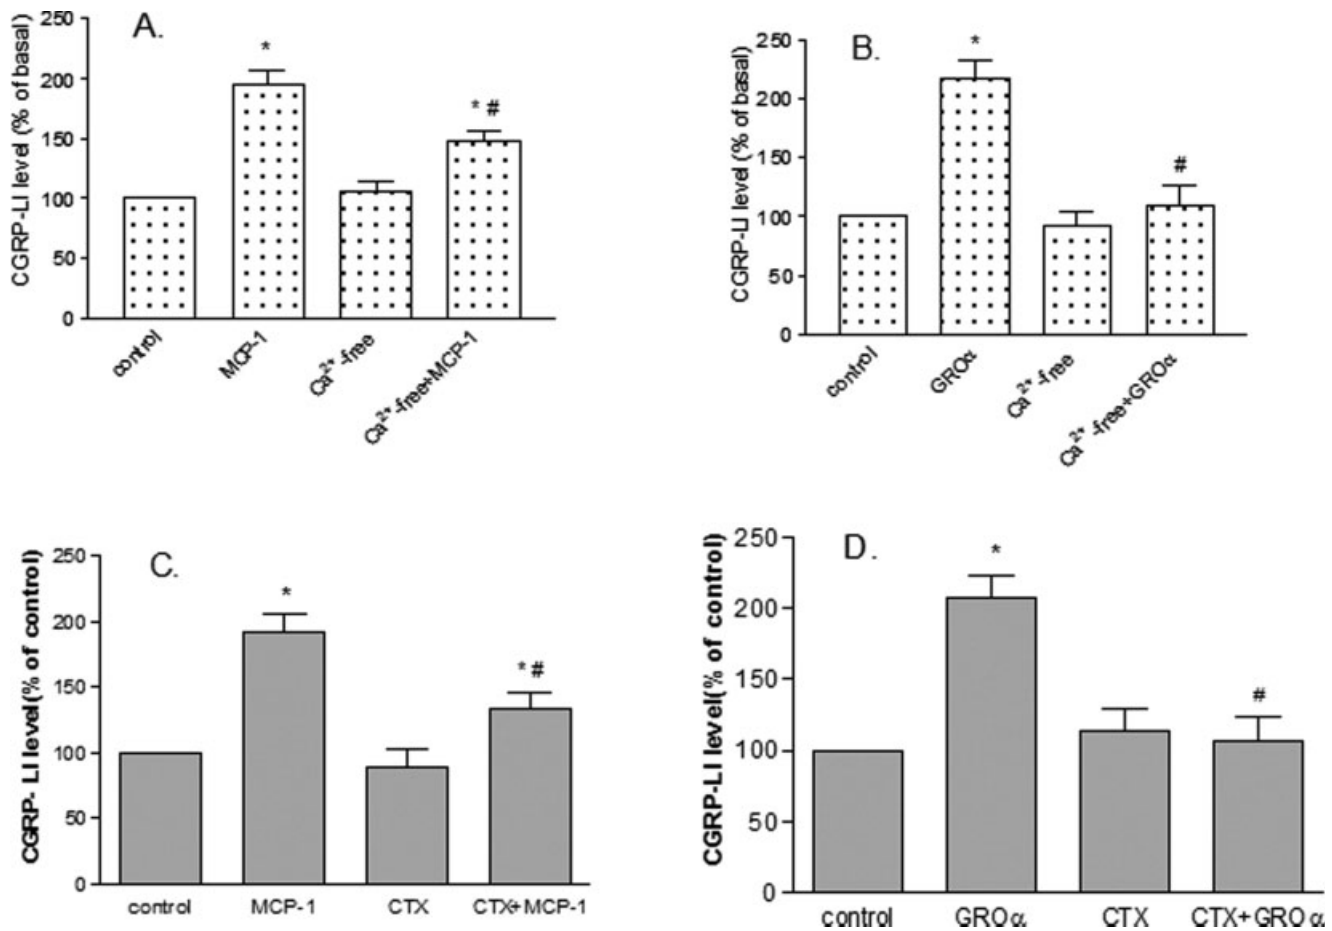 A.
CGRP-LI level (% of basal)
250
200
150
100
50
0
*
* #
control
MCP-1
Ca²⁺-free
Ca²⁺-free+MCP-1
B.
CGRP-LI level (% of basal)
250
200
150
100
50
0
*
#
control
GROα
Ca²⁺-free
Ca²⁺-free+GROα
C.
CGRP- LI level(% of control)
250
200
150
100
50
0
*
* #
control
MCP-1
CTX
CTX+MCP-1
D.
CGRP-LI level(% of control)
250
200
150
100
50
0
*
#
control
GROα
CTX
CTX+GROα